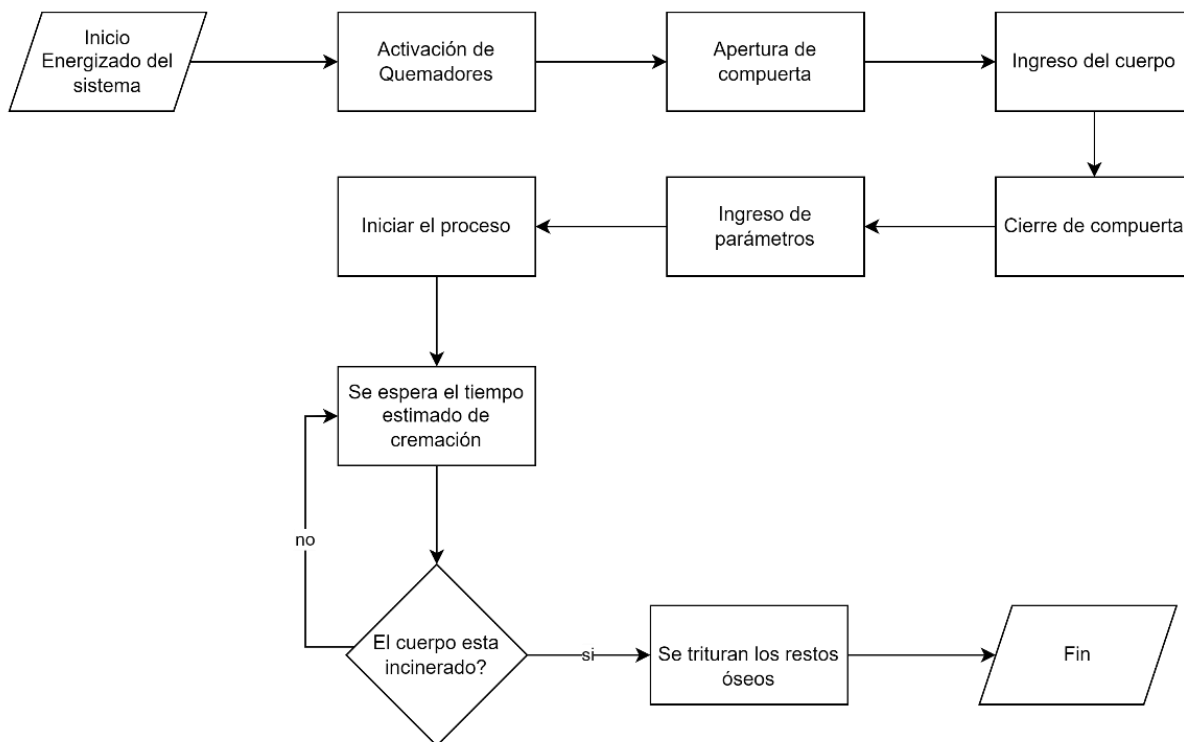 Inicio
Energizado del
sistema
Activación de
Quemadores
Apertura de
compuerta
Ingreso del cuerpo
Cierre de compuerta
Ingreso de
parámetros
Iniciar el proceso
Se espera el tiempo
estimado de
cremación
no
El cuerpo esta
incinerado?
si
Se trituran los restos
óseos
Fin